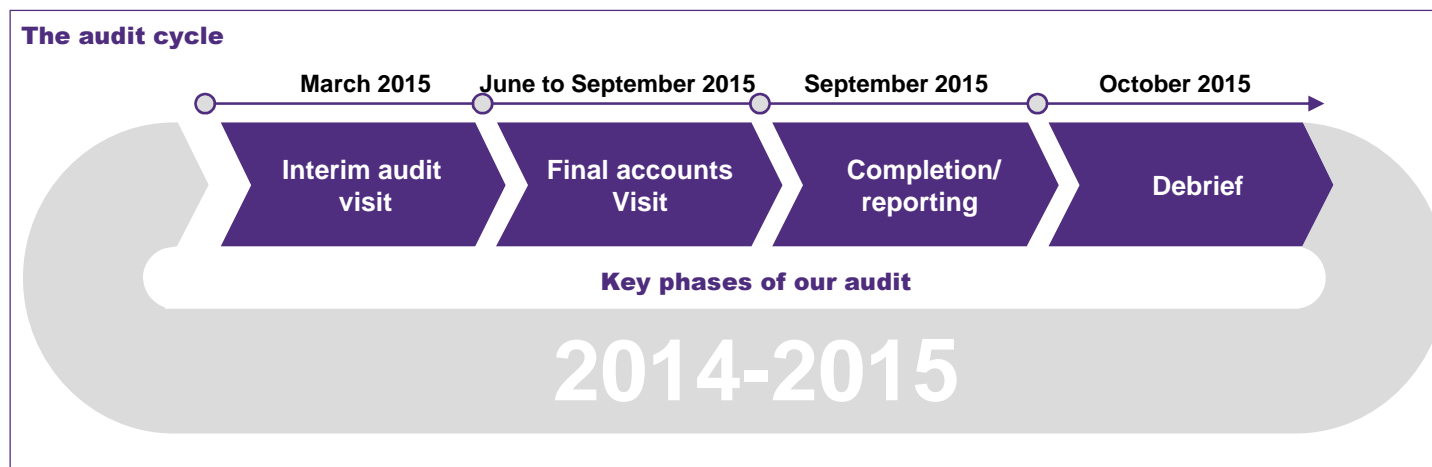 The audit cycle
March 2015
June to September 2015
September 2015
October 2015
Interim audit
visit
Final accounts
Visit
Completion/
reporting
Debrief
Key phases of our audit
2014-2015